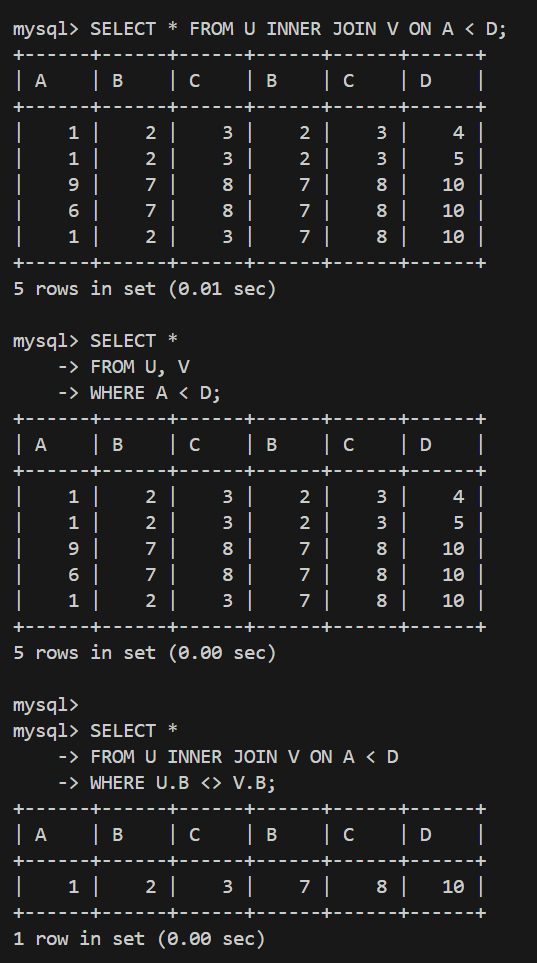 mysql> SELECT * FROM U INNER JOIN V ON A < D;
+------+------+------+------+------+------+
| A    | B    | C    | B    | C    | D    |
+------+------+------+------+------+------+
|    1 |    2 |    3 |    2 |    3 |    4 |
|    1 |    2 |    3 |    2 |    3 |    5 |
|    9 |    7 |    8 |    7 |    8 |   10 |
|    6 |    7 |    8 |    7 |    8 |   10 |
|    1 |    2 |    3 |    7 |    8 |   10 |
+------+------+------+------+------+------+
5 rows in set (0.01 sec)

mysql> SELECT *
    -> FROM U, V
    -> WHERE A < D;
+------+------+------+------+------+------+
| A    | B    | C    | B    | C    | D    |
+------+------+------+------+------+------+
|    1 |    2 |    3 |    2 |    3 |    4 |
|    1 |    2 |    3 |    2 |    3 |    5 |
|    9 |    7 |    8 |    7 |    8 |   10 |
|    6 |    7 |    8 |    7 |    8 |   10 |
|    1 |    2 |    3 |    7 |    8 |   10 |
+------+------+------+------+------+------+
5 rows in set (0.00 sec)

mysql>
mysql> SELECT *
    -> FROM U INNER JOIN V ON A < D
    -> WHERE U.B <> V.B;
+------+------+------+------+------+------+
| A    | B    | C    | B    | C    | D    |
+------+------+------+------+------+------+
|    1 |    2 |    3 |    7 |    8 |   10 |
+------+------+------+------+------+------+
1 row in set (0.00 sec)